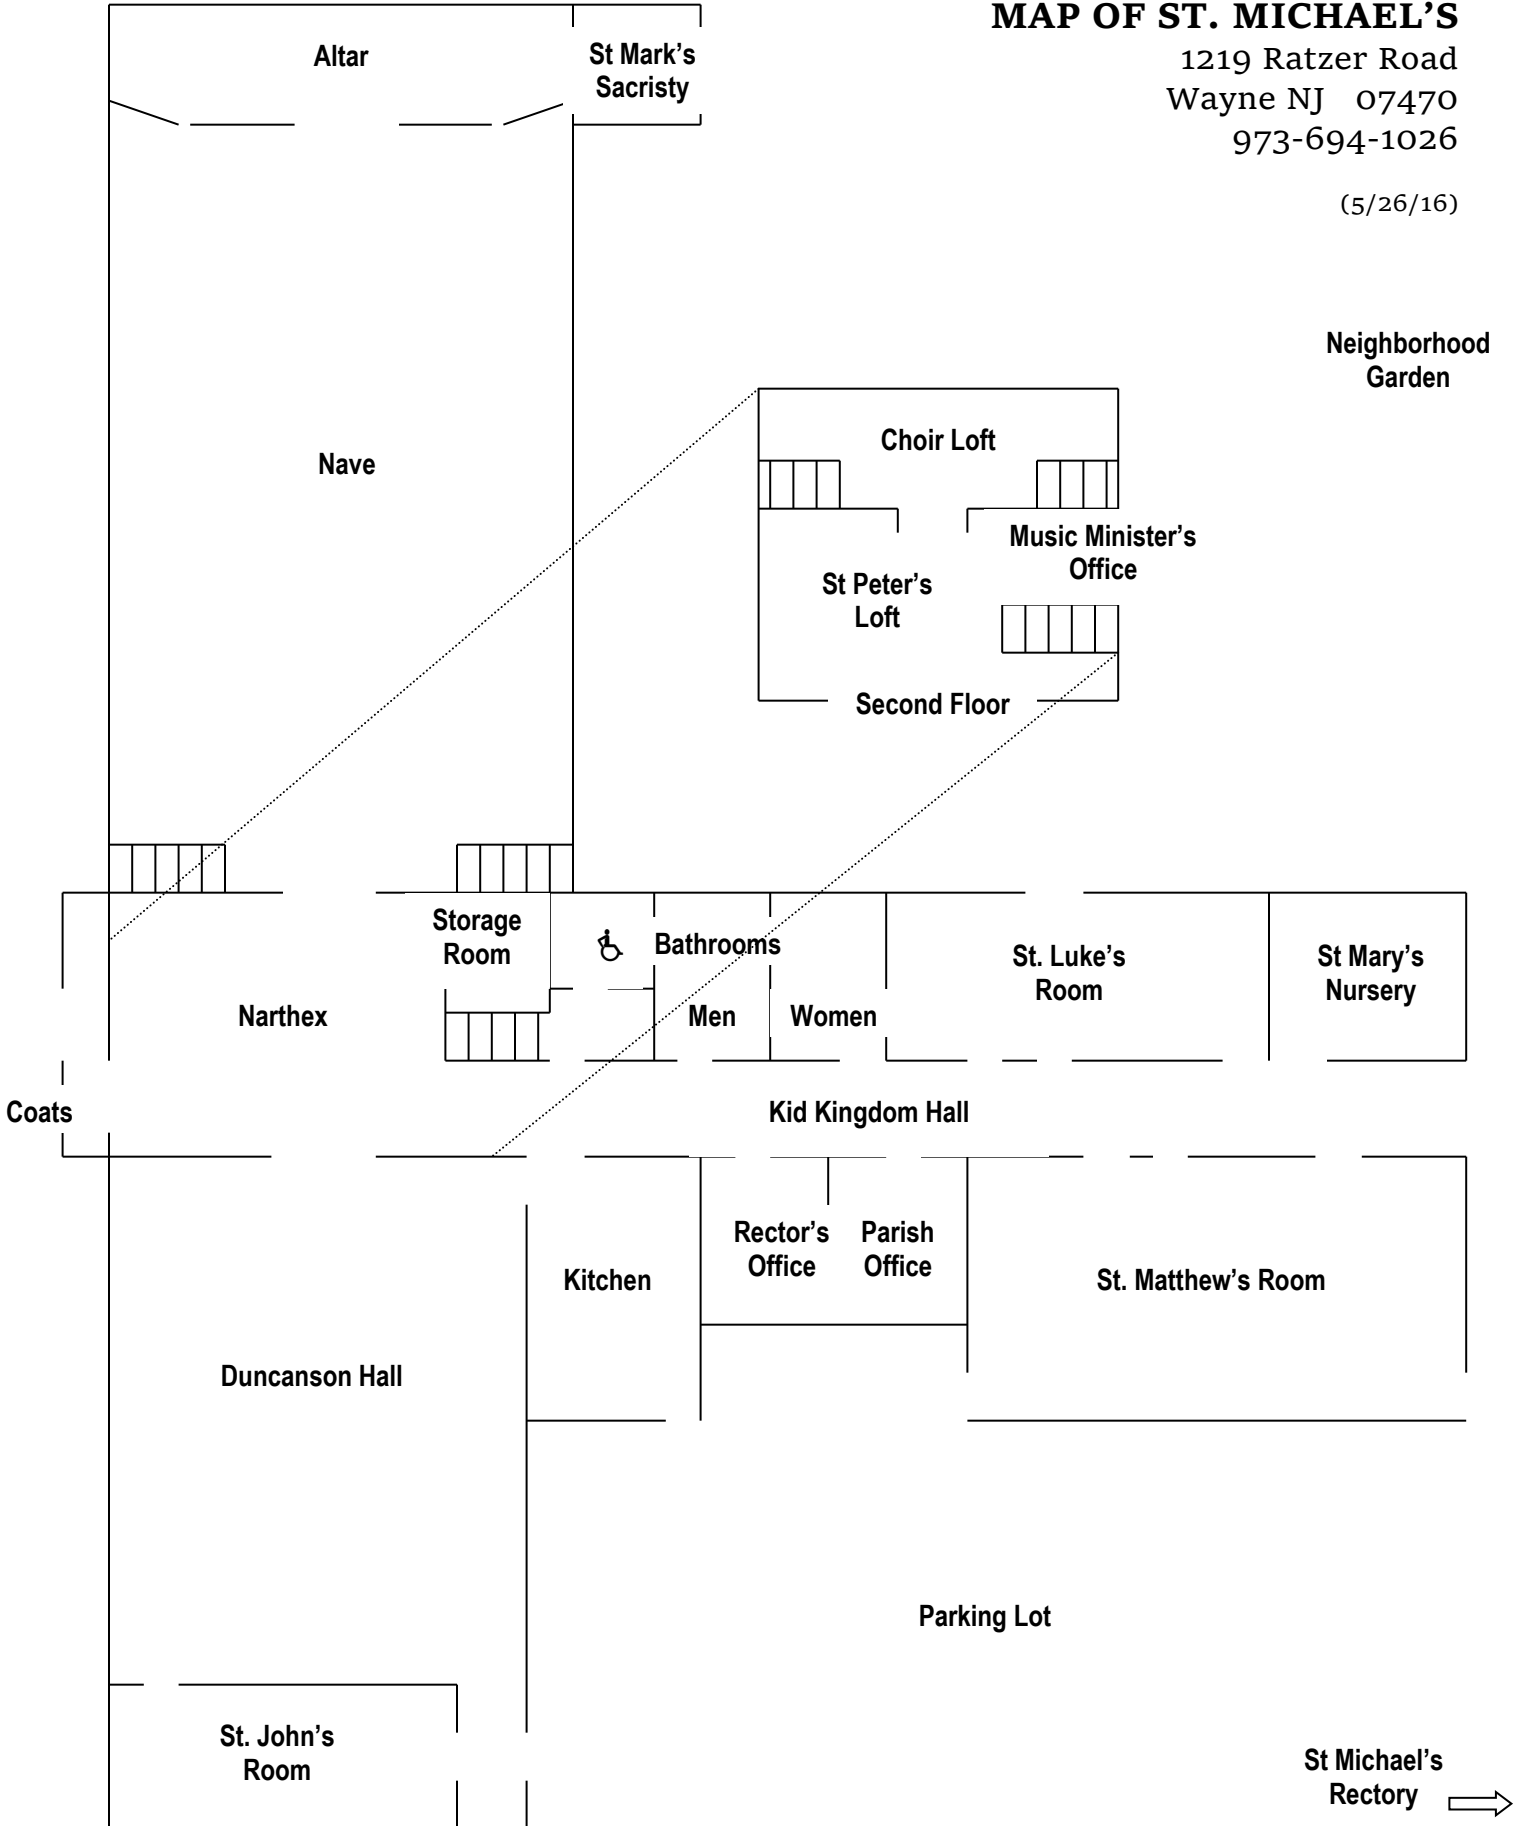 MAP OF ST. MICHAEL’S
1219 Ratzer Road
Wayne NJ 07470
973-694-1026
(5/26/16)
Altar
St Mark’s
Sacristy
Neighborhood
Garden
Nave
Choir Loft
Music Minister’s
Office
St Peter’s
Loft
Second Floor
Storage
Room
Bathrooms
St. Luke’s
Room
St Mary’s
Nursery
Narthex
Men
Women
Coats
Kid Kingdom Hall
Rector’s
Office
Parish
Office
Kitchen
St. Matthew’s Room
Duncanson Hall
Parking Lot
St. John’s
Room
St Michael’s
Rectory